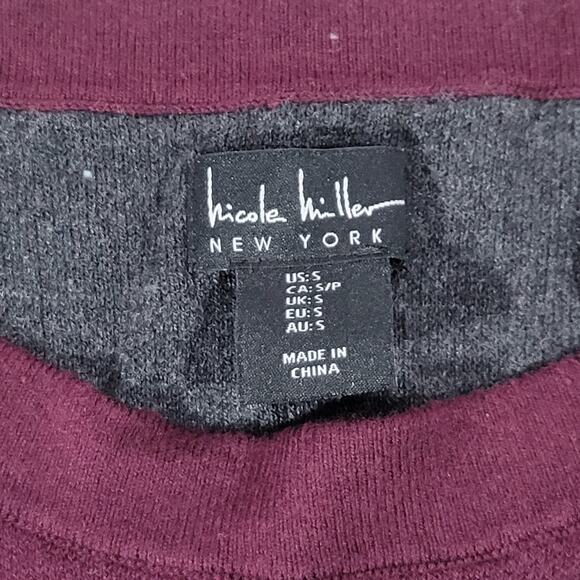 nicole miller
NEW YORK
US: S
CA: S/P
UK: S
EU: S
AU: S
MADE IN
CHINA